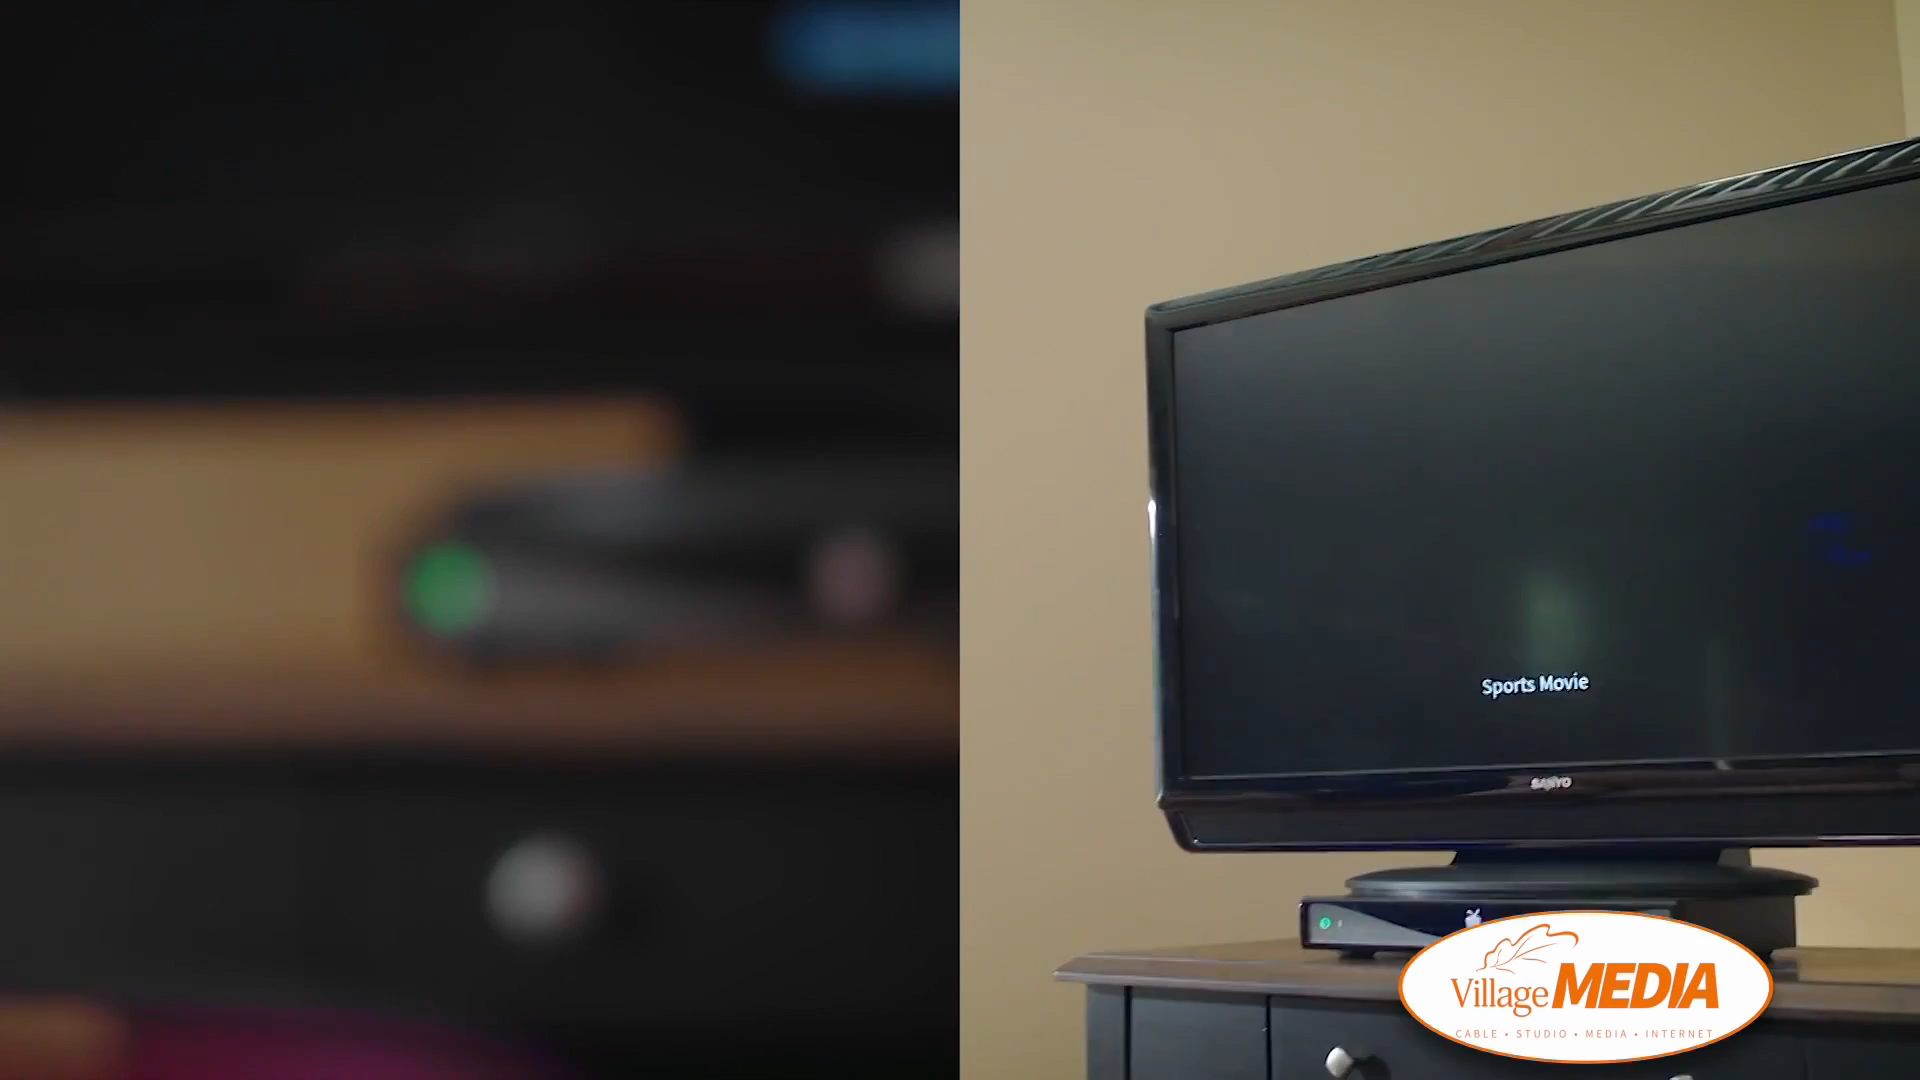 Sports Movie
SANYO
Village MEDIA
CABLE • STUDIO • MEDIA • INTERNET